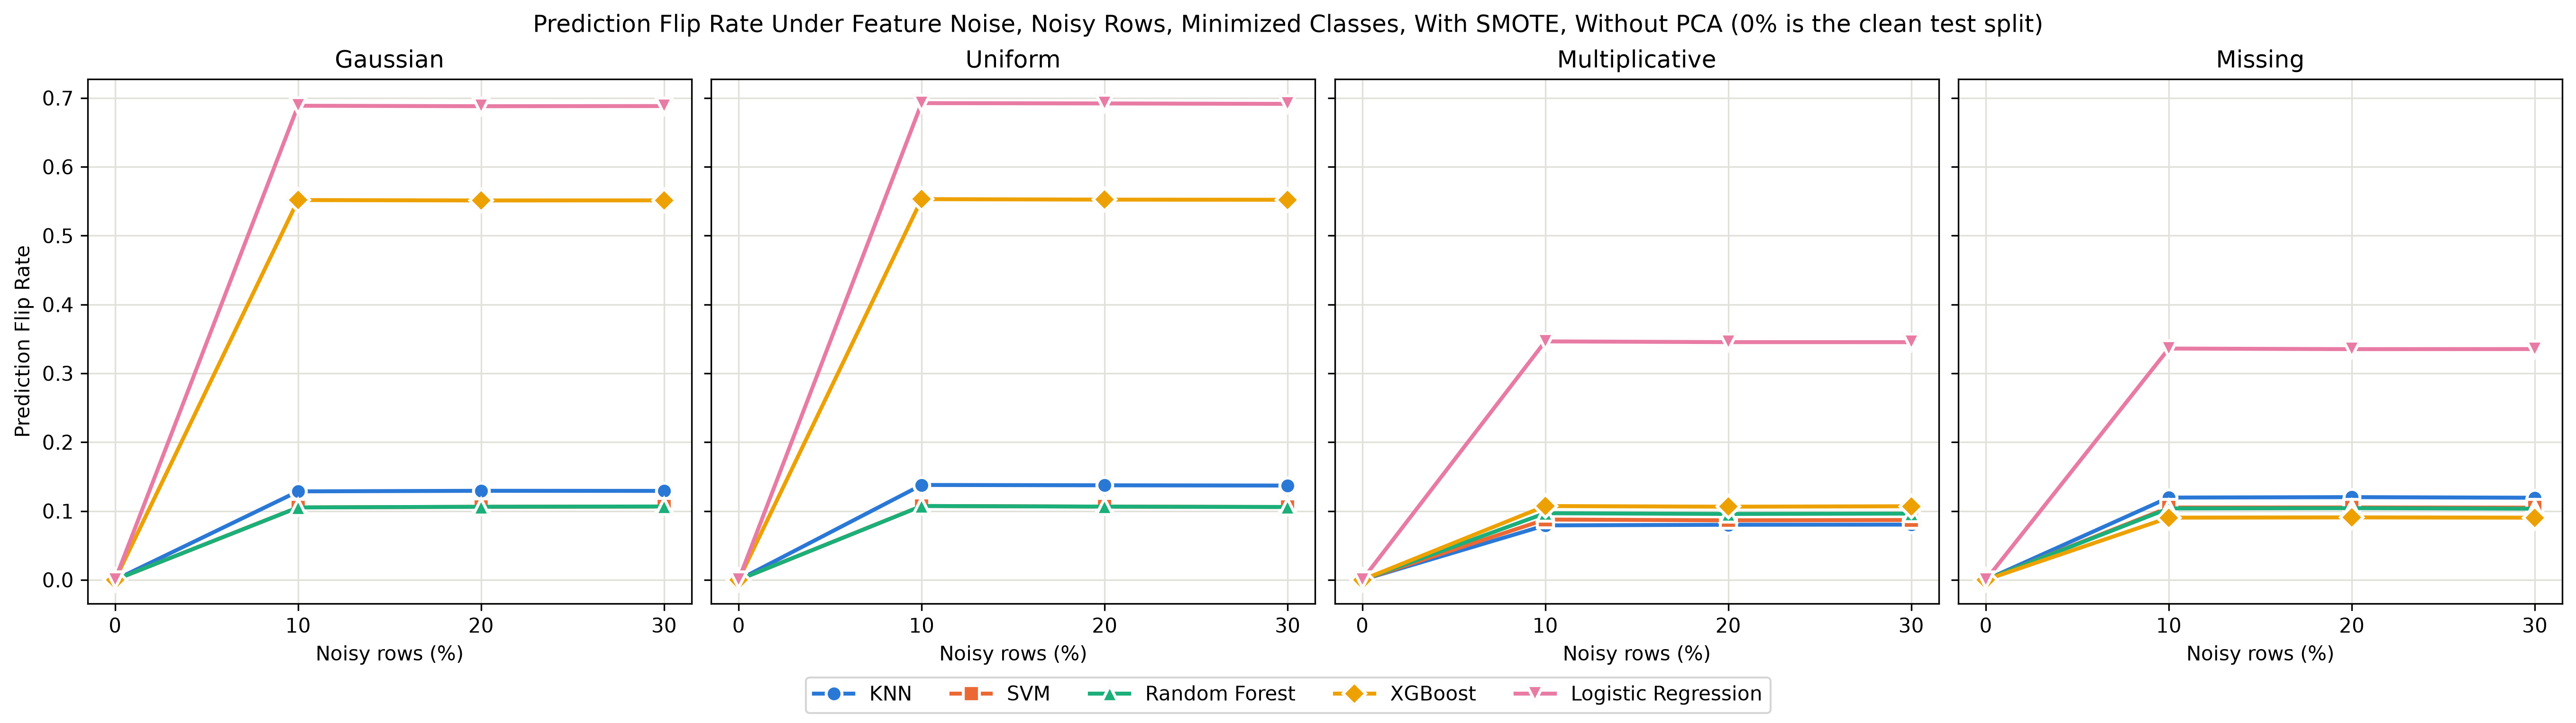 Prediction Flip Rate Under Feature Noise, Noisy Rows, Minimized Classes, With SMOTE, Without PCA (0% is the clean test split)
Gaussian
Uniform
Multiplicative
Missing
Prediction Flip Rate
0.7
0.6
0.5
0.4
0.3
0.2
0.1
0.0
0 10 20 30
0 10 20 30
0 10 20 30
0 10 20 30
Noisy rows (%)
Noisy rows (%)
Noisy rows (%)
Noisy rows (%)
KNN SVM Random Forest XGBoost Logistic Regression